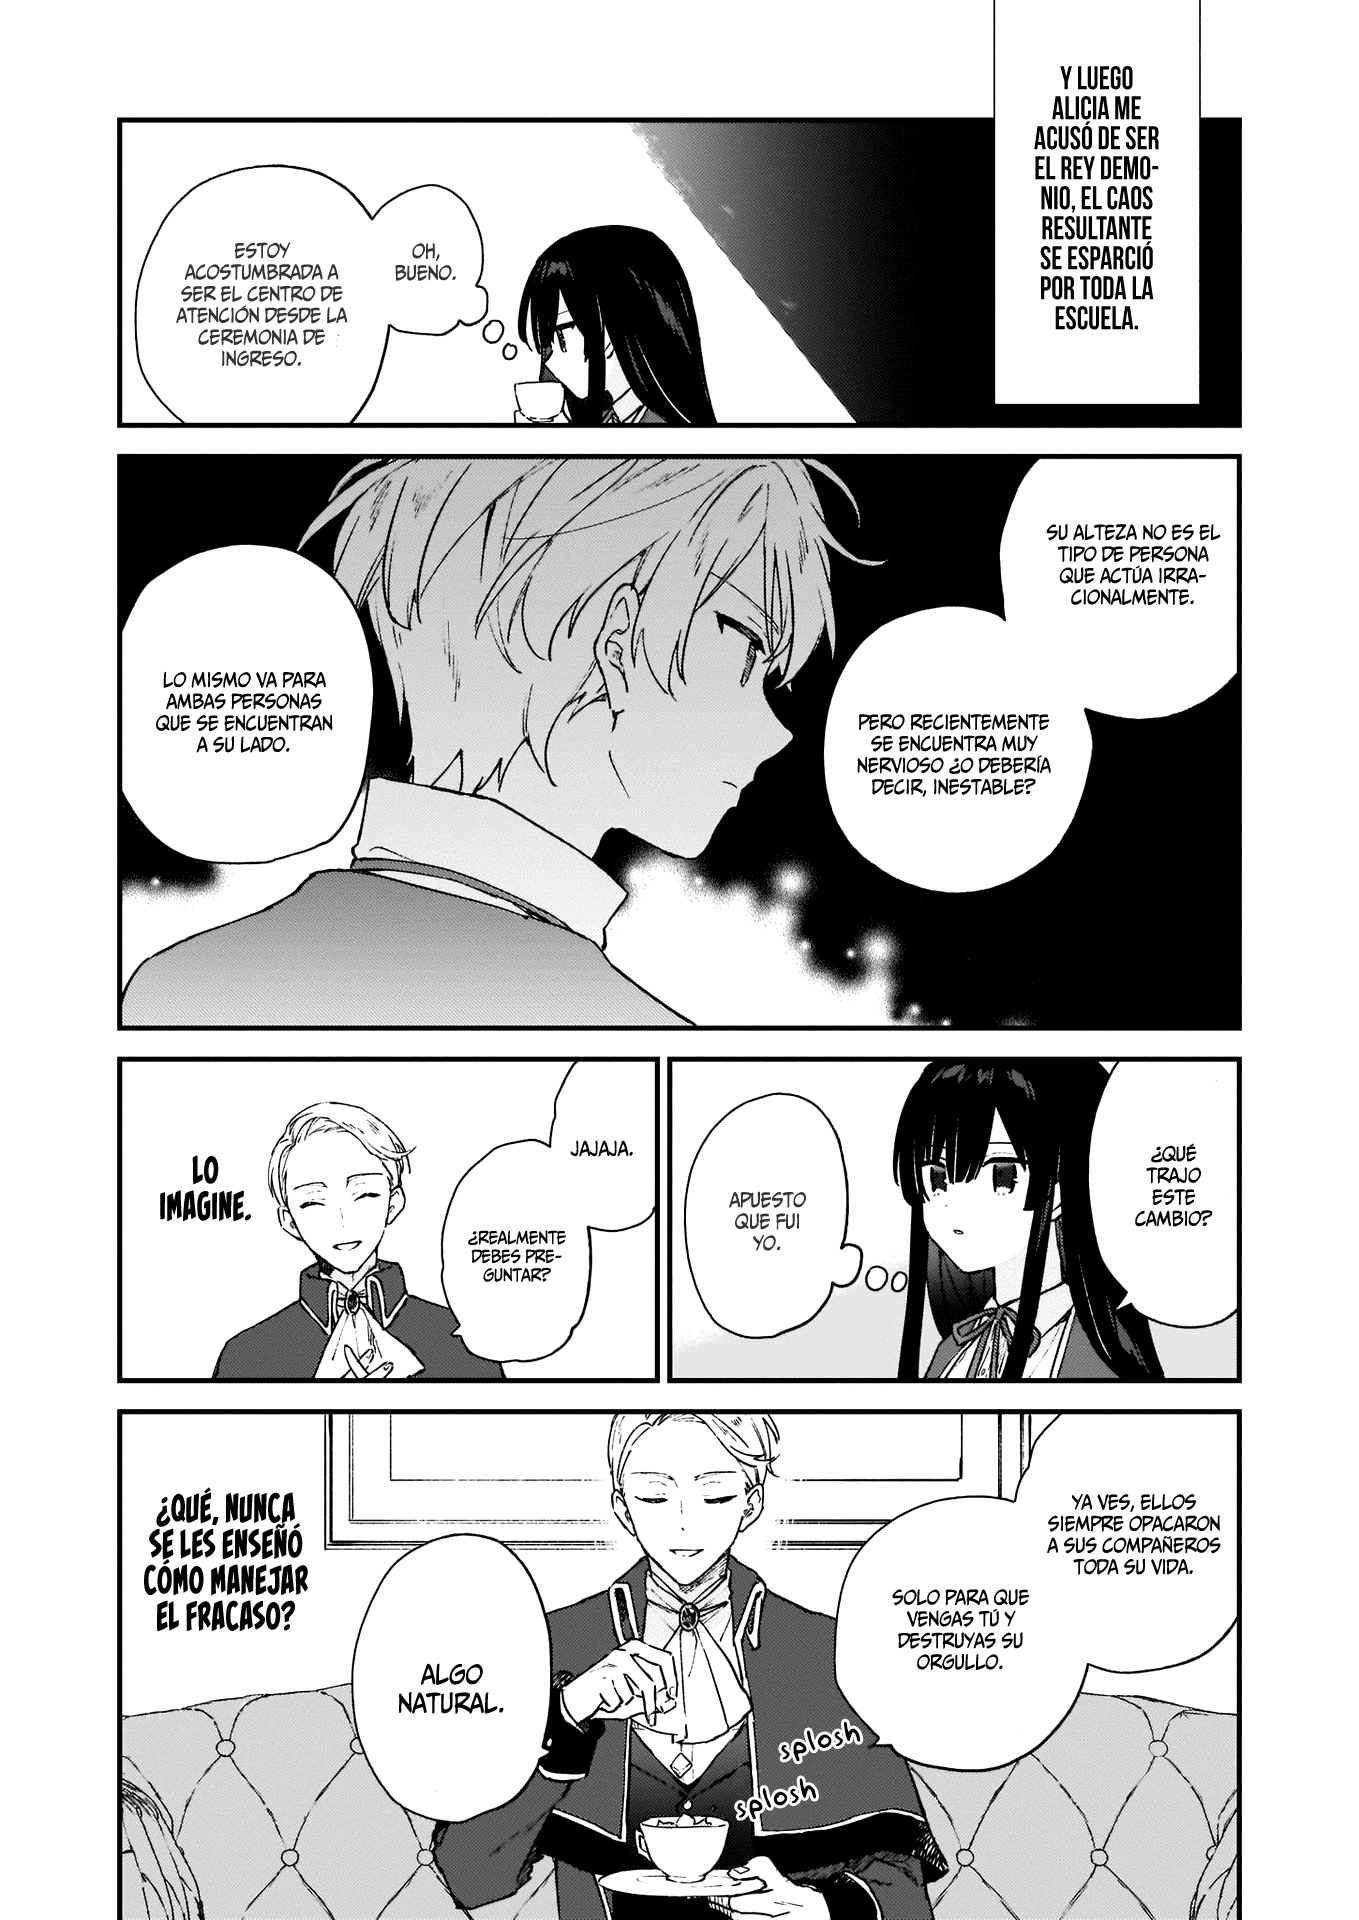 Y LUEGO
ALICIA ME
ACUSÓ DE SER
EL REY DEMO-
NIO, EL CAOS
RESULTANTE
SE ESPARCIÓ
POR TODA LA
ESCUELA.
OH,
BUENO.
ESTOY
ACOSTUMBRADA A
SER EL CENTRO DE
ATENCIÓN DESDE LA
CEREMONIA DE
INGRESO.
SU ALTEZA NO ES EL
TIPO DE PERSONA
QUE ACTÚA IRRA-
CIONALMENTE.
PERO RECIENTEMENTE
SE ENCUENTRA MUY
NERVIOSO ¿O DEBERÍA
DECIR, INESTABLE?
LO MISMO VA PARA
AMBAS PERSONAS
QUE SE ENCUENTRAN
A SU LADO.
¿QUÉ
TRAJO
ESTE
CAMBIO?
APUESTO
QUE FUI
YO.
JAJAJA.
¿REALMENTE
DEBES PRE-
GUNTAR?
LO
IMAGINE.
YA VES, ELLOS
SIEMPRE OPACARON
A SUS COMPAÑEROS
TODA SU VIDA.
SOLO PARA QUE
VENGAS TÚ Y
DESTRUYAS SU
ORGULLO.
ALGO
NATURAL.
splosh
splosh
¿QUÉ, NUNCA
SE LES ENSEÑÓ
CÓMO MANEJAR
EL FRACASO?